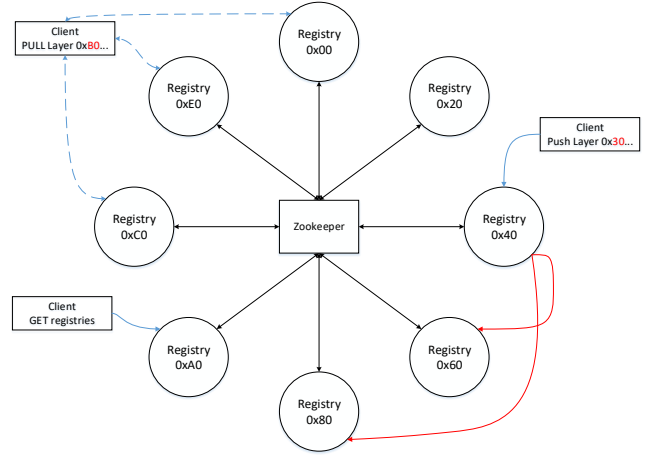 Client
PULL Layer 0xB0...
Registry
0x00
Registry
0xE0
Registry
0x20
Client
Push Layer 0x30...
Registry
0xC0
Zookeeper
Registry
0x40
Client
GET registries
Registry
0xA0
Registry
0x60
Registry
0x80